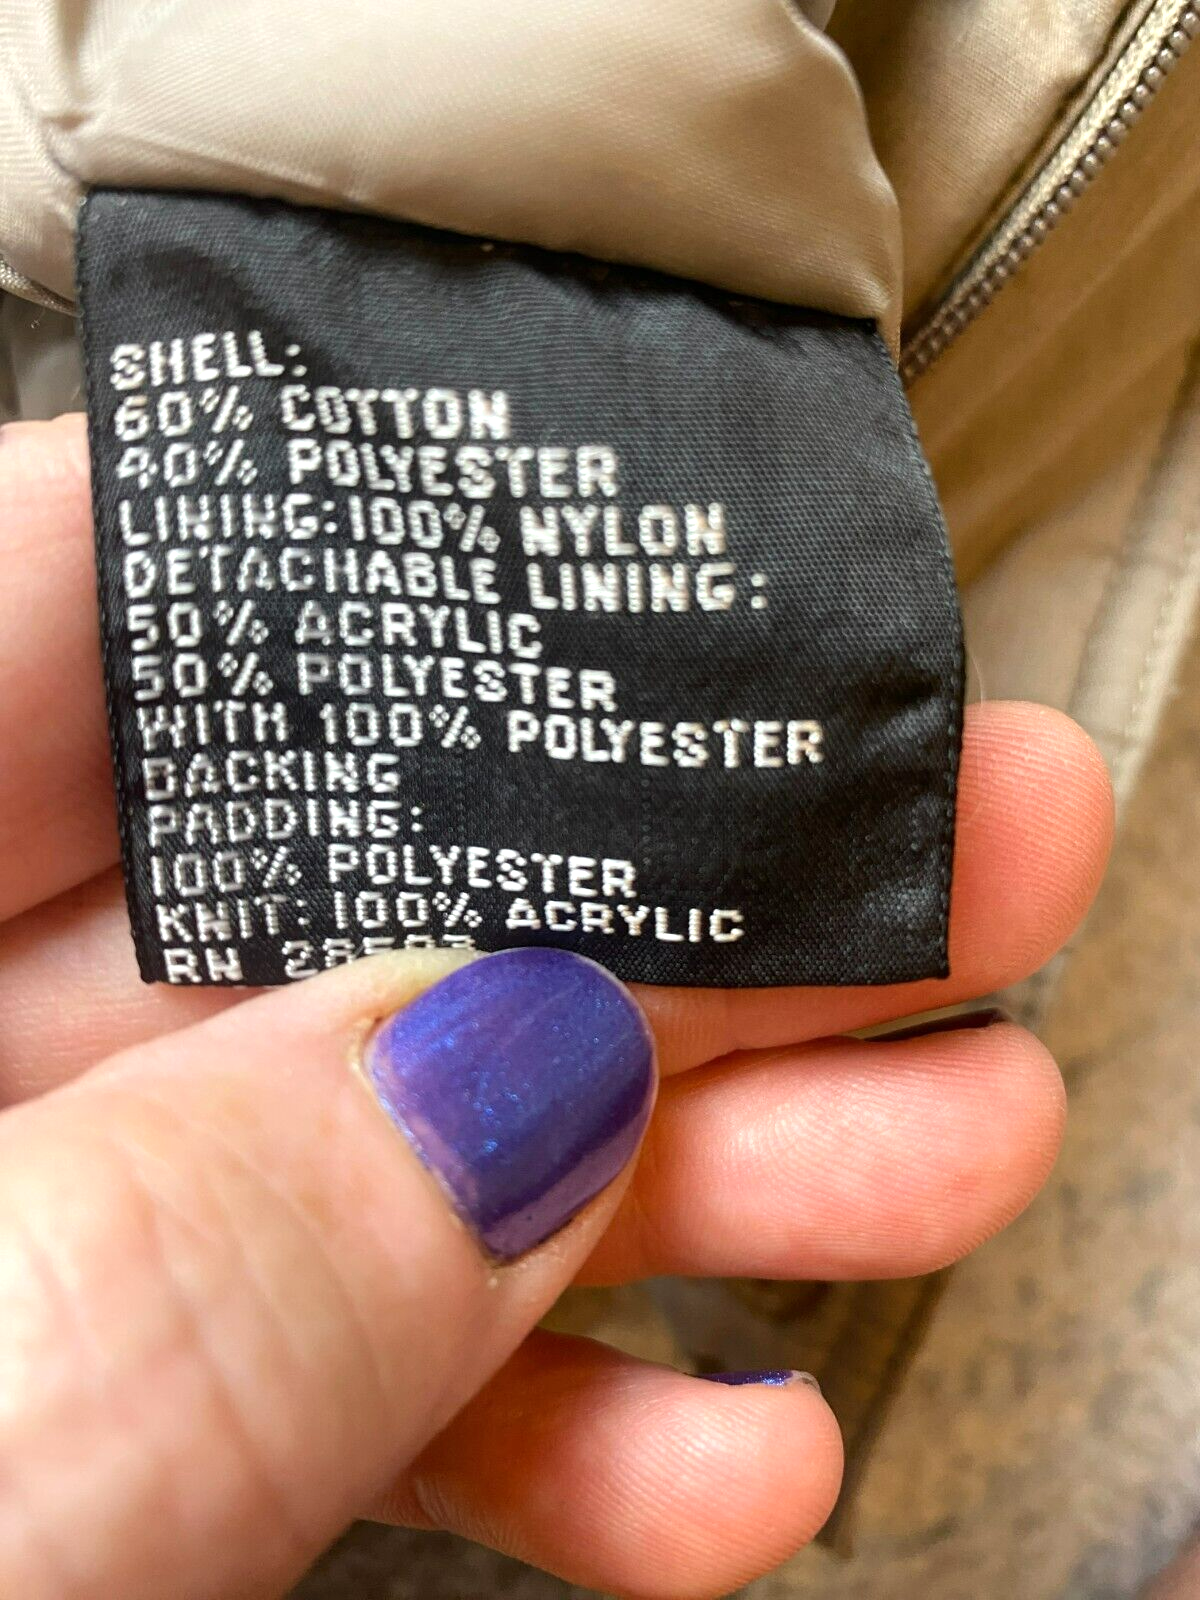 SHELL:
60% COTTON
40% POLYESTER
LINING:100% NYLON
DETACHABLE LINING:
50% ACRYLIC
50% POLYESTER
WITH 100% POLYESTER
BACKING
PADDING:
100% POLYESTER
KNIT: 100% ACRYLIC
RN